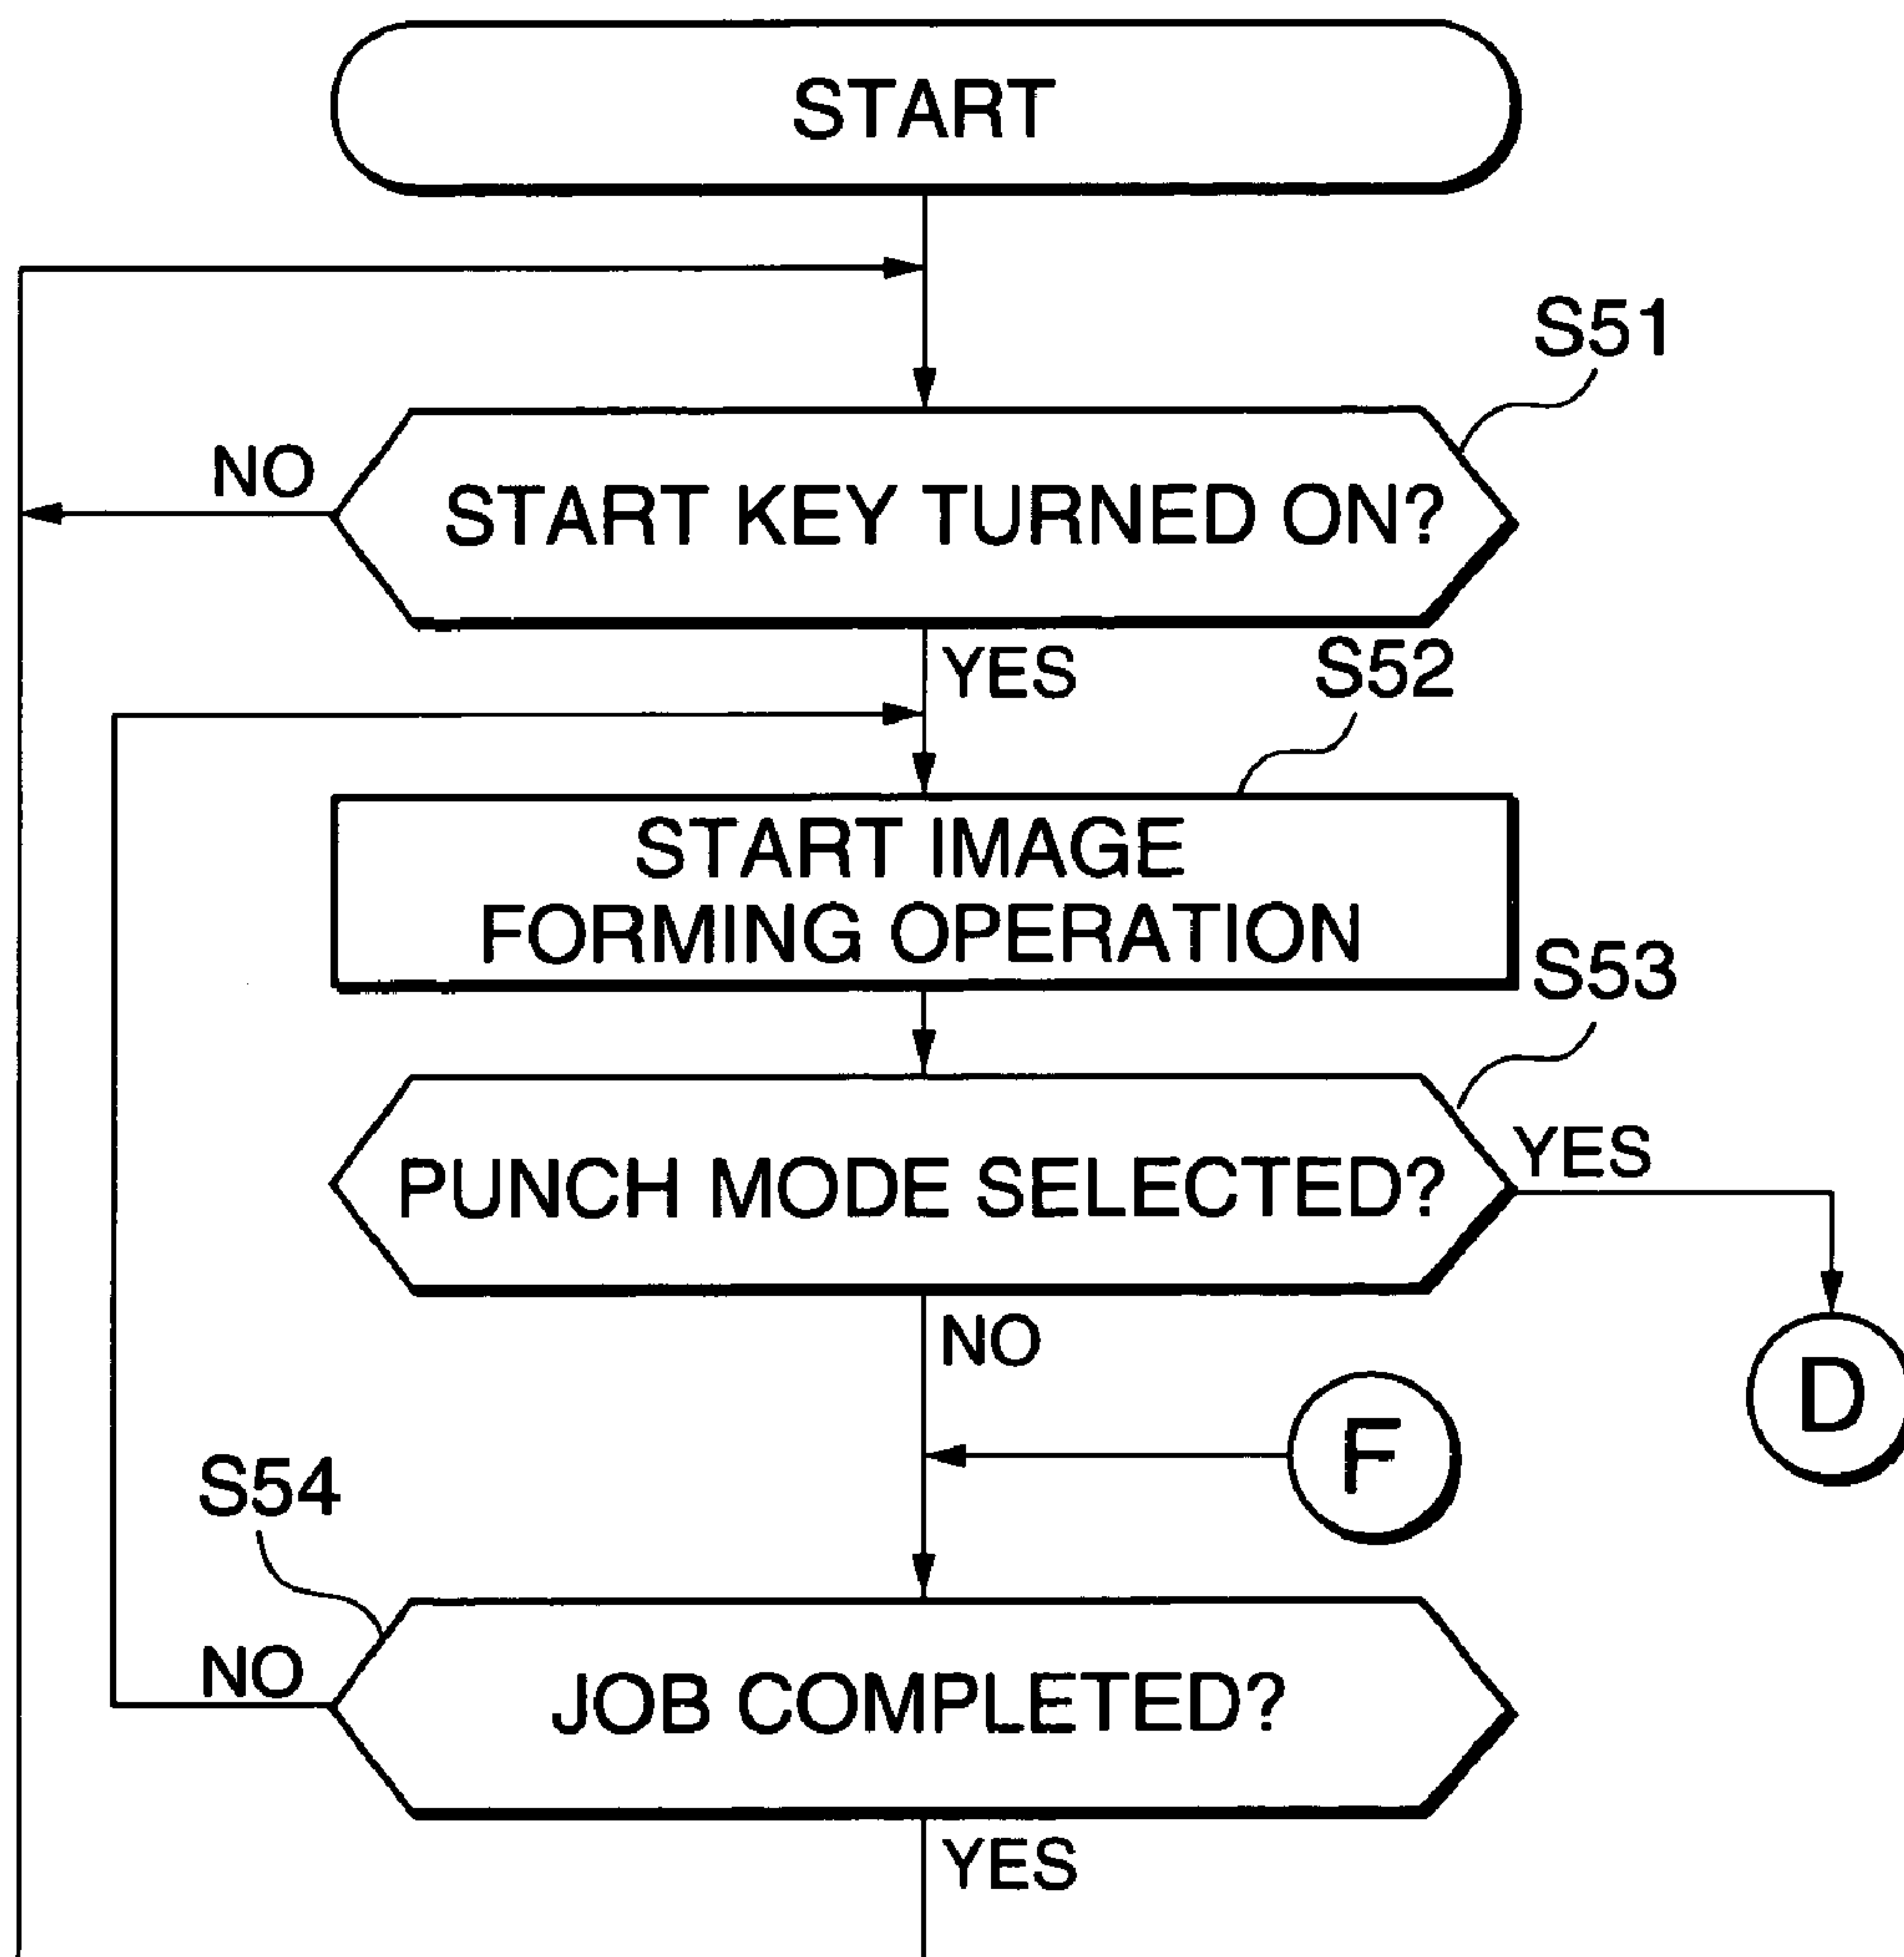 START
S51
NO
START KEY TURNED ON?
YES
S52
START IMAGE
FORMING OPERATION
S53
PUNCH MODE SELECTED?
YES
NO
D
F
S54
NO
JOB COMPLETED?
YES